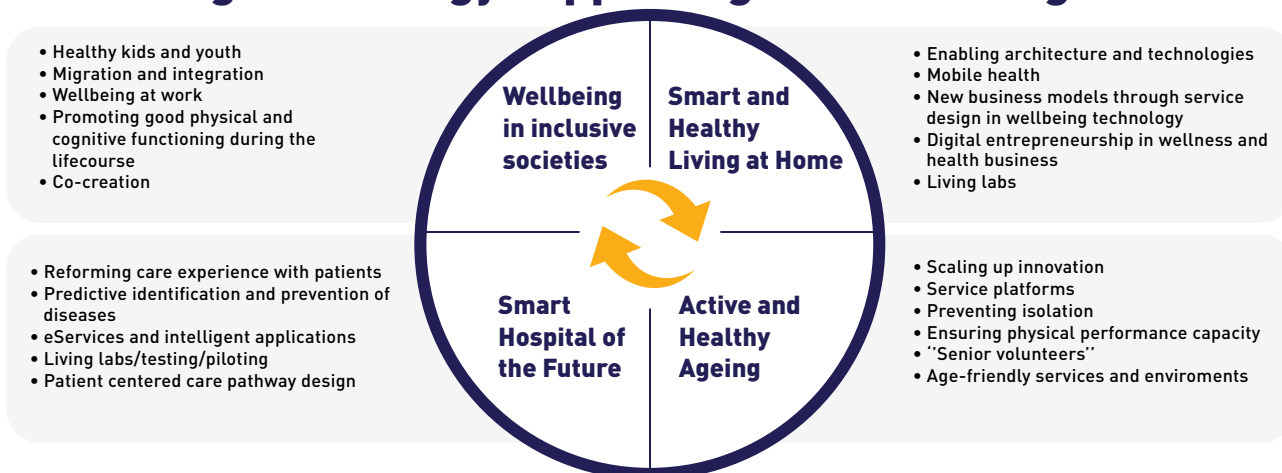 • Healthy kids and youth
• Migration and integration
• Wellbeing at work
• Promoting good physical and
cognitive functioning during the
lifecourse
• Co-creation
Wellbeing
in inclusive
societies
Smart and
Healthy
Living at Home
• Enabling architecture and technologies
• Mobile health
• New business models through service
design in wellbeing technology
• Digital entrepreneurship in wellness and
health business
• Living labs
• Reforming care experience with patients
• Predictive identification and prevention of
diseases
• eServices and intelligent applications
• Living labs/testing/piloting
• Patient centered care pathway design
Smart
Hospital of
the Future
Active and
Healthy
Ageing
• Scaling up innovation
• Service platforms
• Preventing isolation
• Ensuring physical performance capacity
• ‘’Senior volunteers’’
• Age-friendly services and enviroments